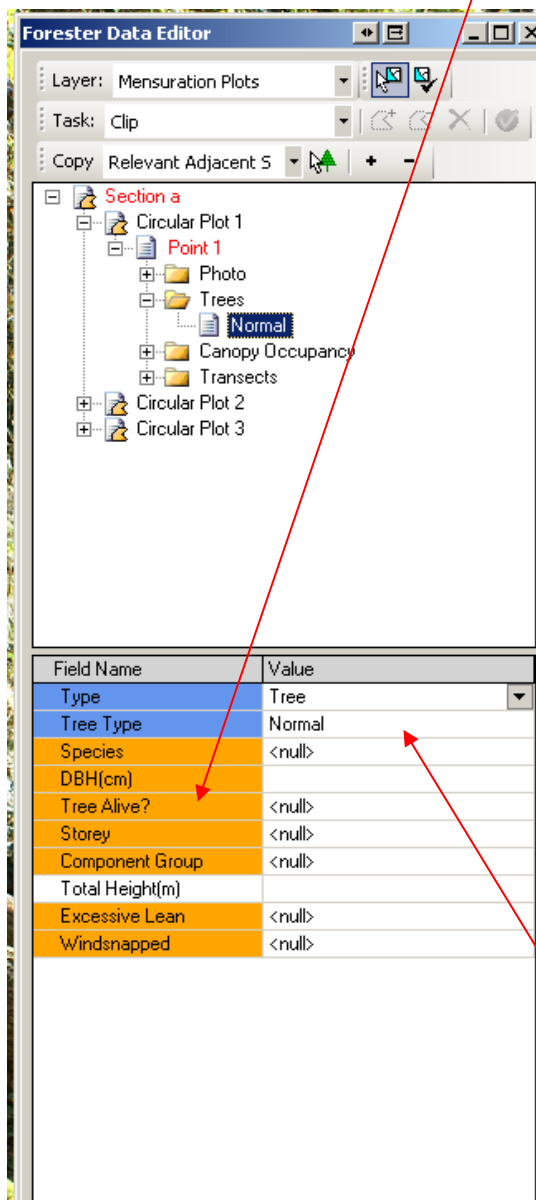 Forester Data Editor
Layer: Mensuration Plots
Task: Clip
Copy Relevant Adjacent S
Section a
Circular Plot 1
Point 1
Photo
Trees
Normal
Canopy Occupancy
Transects
Circular Plot 2
Circular Plot 3
Field Name Value
Type Tree
Tree Type Normal
Species <null>
DBH(cm)
Tree Alive? <null>
Storey <null>
Component Group <null>
Total Height(m)
Excessive Lean <null>
Windsnapped <null>